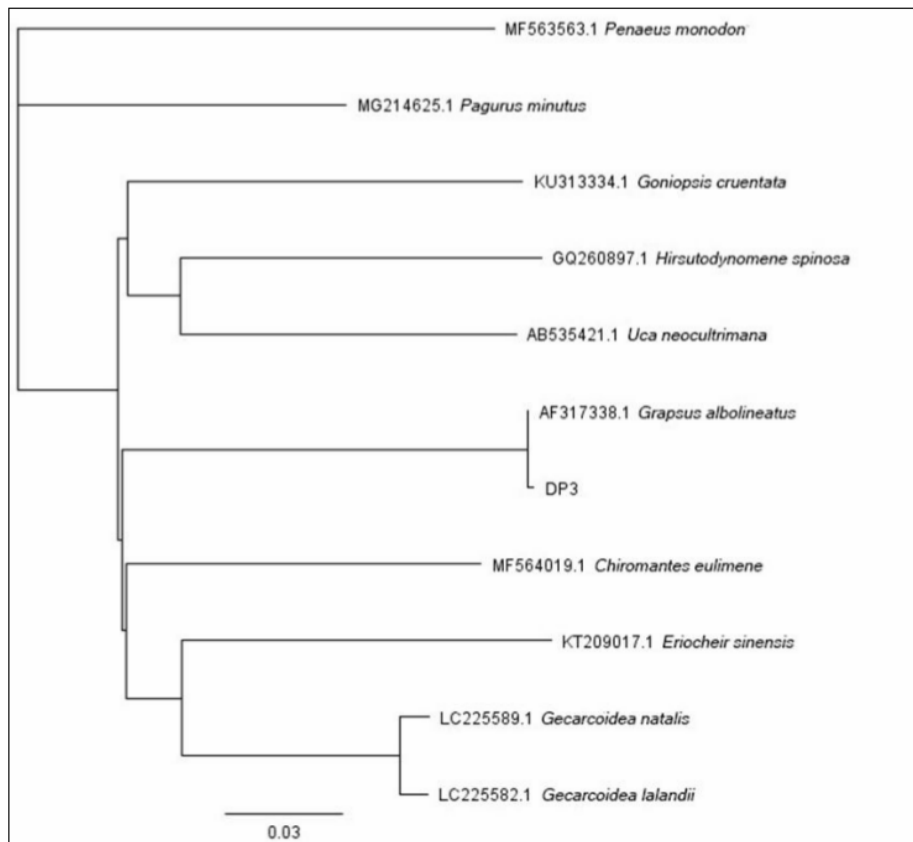 MF563563.1 Penaeus monodon
MG214625.1 Pagurus minutus
KU313334.1 Goniopsis cruentata
GQ260897.1 Hirsutodynomene spinosa
AB535421.1 Uca neocultrimana
AF317338.1 Grapsus albolineatus
DP3
MF564019.1 Chiromantes eulimene
KT209017.1 Eriocheir sinensis
LC225589.1 Gecarcoidea natalis
LC225582.1 Gecarcoidea lalandii
0.03